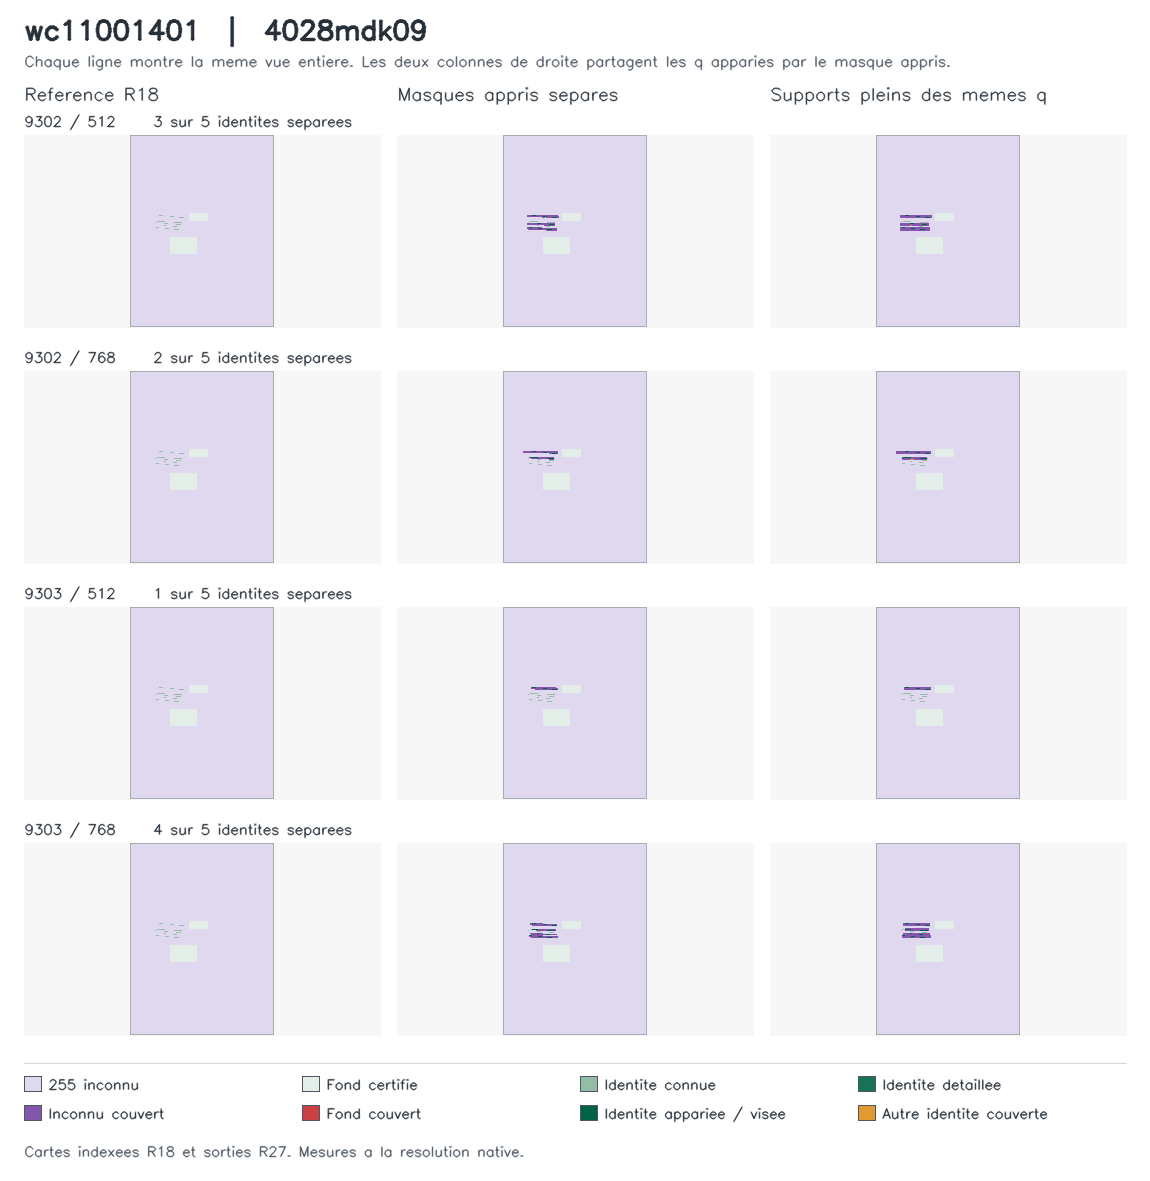 wc11001401 | 4028mdk09
Chaque ligne montre la meme vue entiere. Les deux colonnes de droite partagent les q apparies par le masque appris.
Reference R18 Masques appris separes Supports pleins des memes q
9302 / 512 3 sur 5 identites separees
9302 / 768 2 sur 5 identites separees
9303 / 512 1 sur 5 identites separees
9303 / 768 4 sur 5 identites separees
255 inconnu Fond certifie Identite connue Identite detaillee
Inconnu couvert Fond couvert Identite appariee / visee Autre identite couverte
Cartes indexees R18 et sorties R27. Mesures a la resolution native.